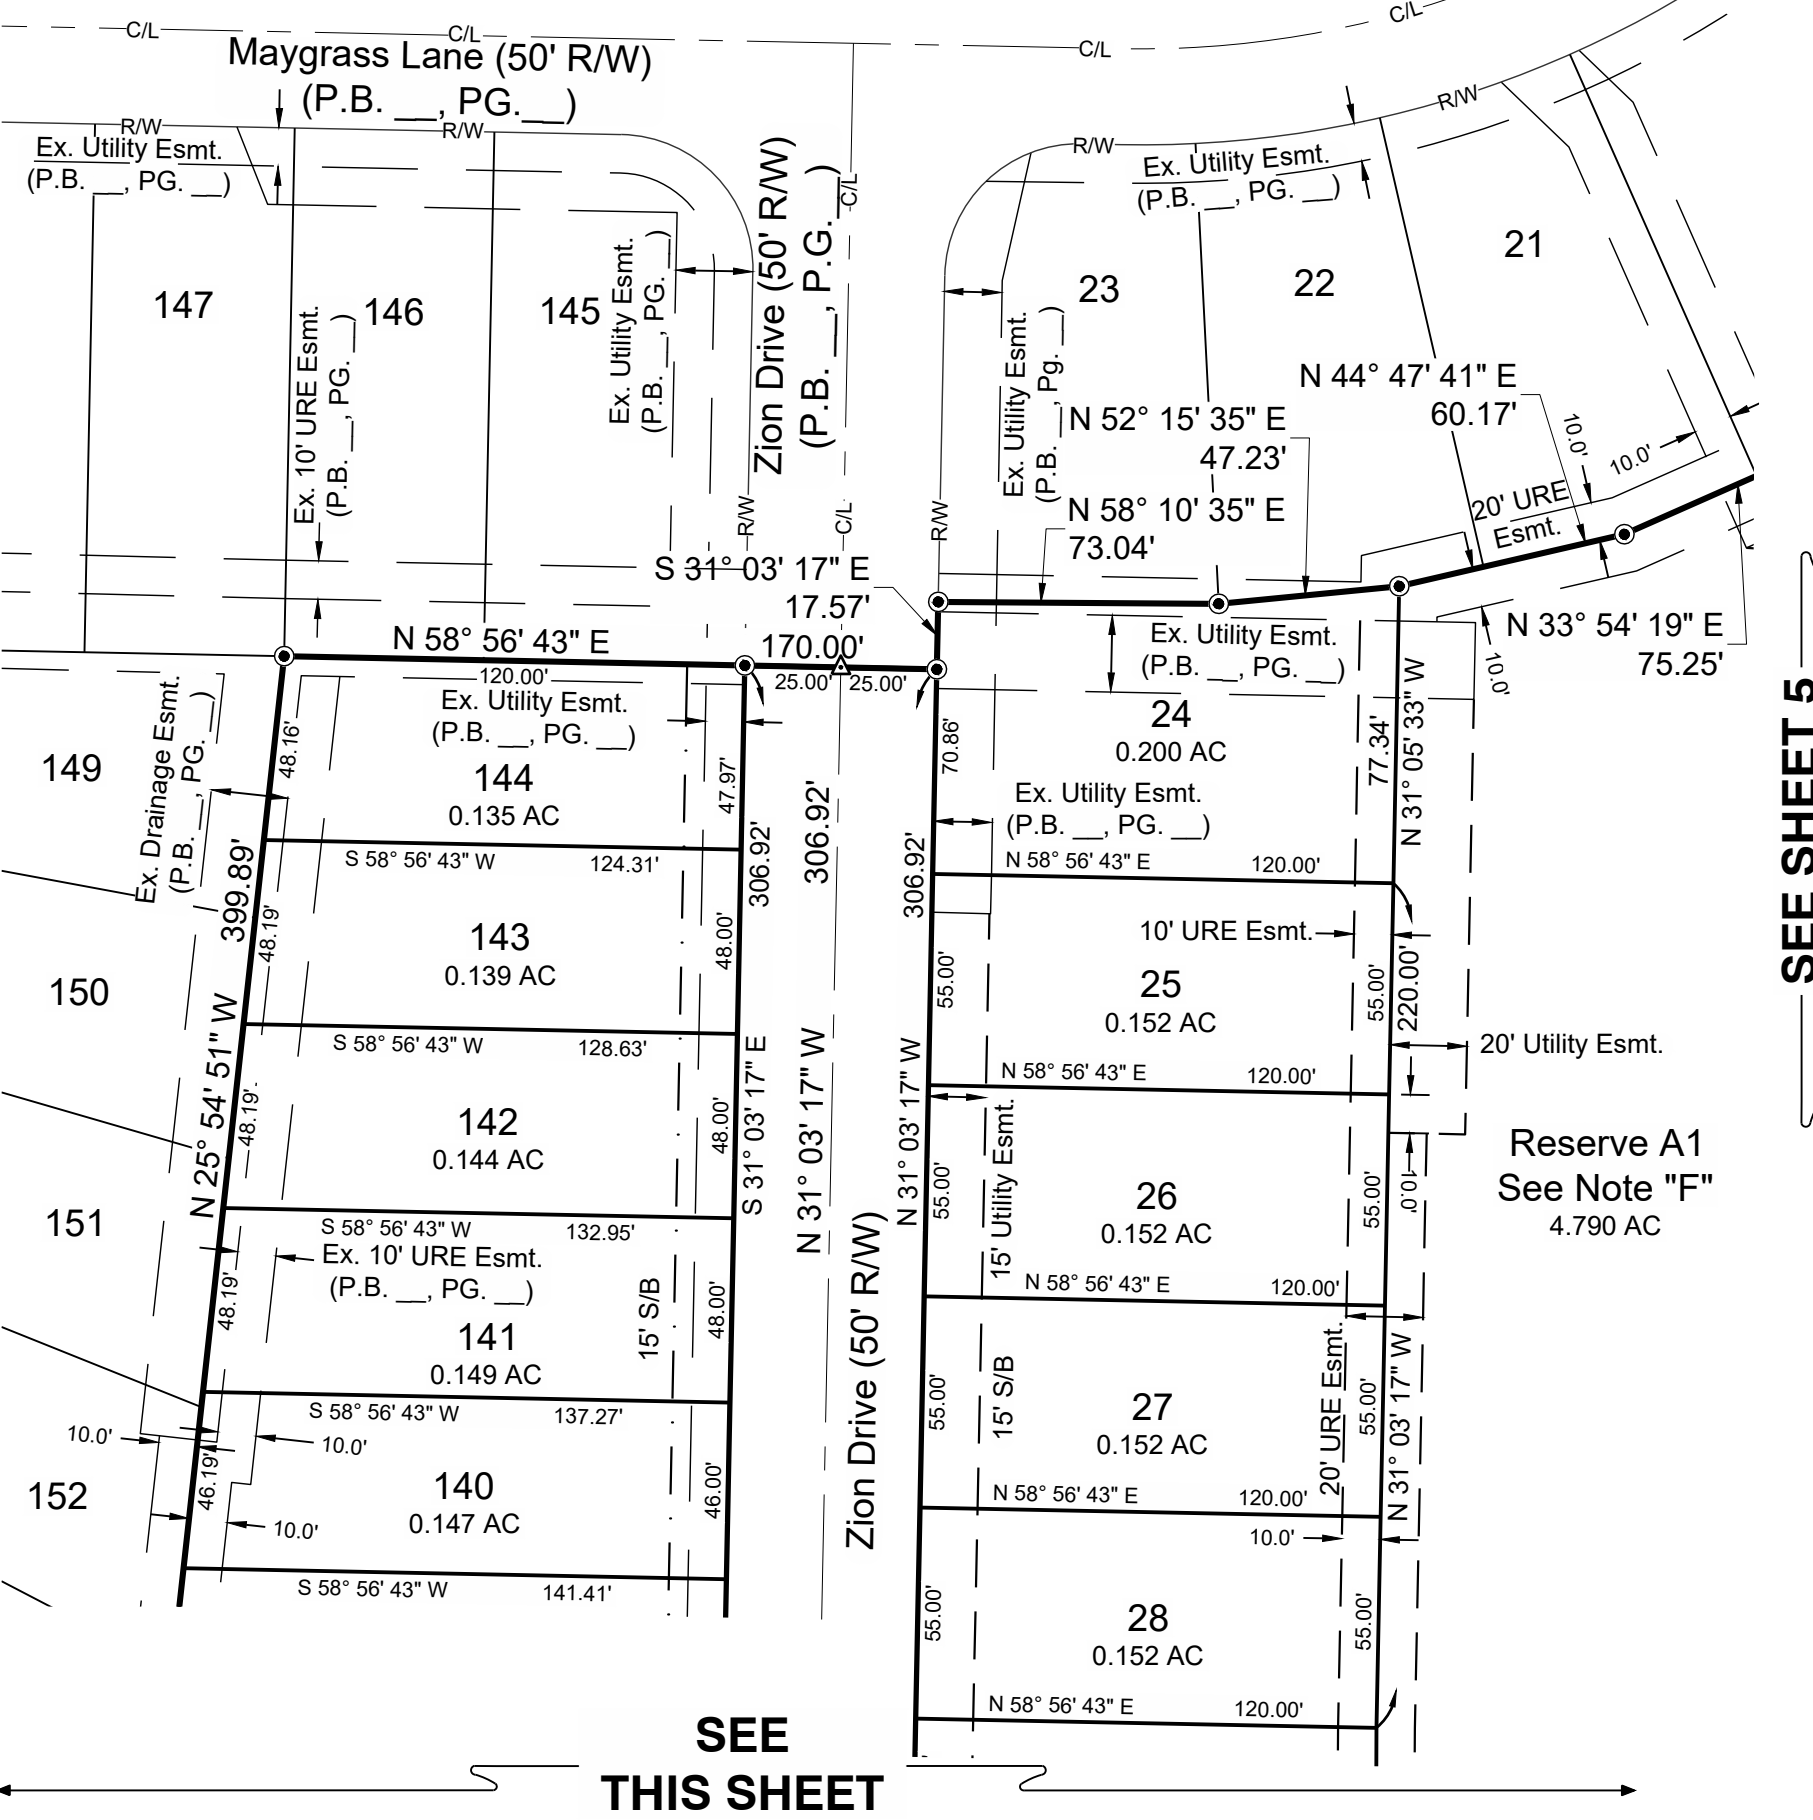 C/L
C/L
C/L
C/L
Maygrass Lane (50' R/W)
(P.B. __, PG.__)
R/W
R/W
R/W
R/W
Ex. Utility Esmt.
(P.B. __, PG. __)
Ex. Utility Esmt.
(P.B. __, PG. __)
147
146
145
23
22
21
Ex. 10' URE Esmt.
(P.B. __, PG. __)
Ex. Utility Esmt.
(P.B. __, PG. __)
Zion Drive (50' R/W)
(P.B. __, P.G. __)
C/L
C/L
R/W
R/W
Ex. Utility Esmt.
(P.B. __, Pg. __)
N 52° 15' 35" E
47.23'
N 58° 10' 35" E
73.04'
N 44° 47' 41" E
60.17'
10.0'
10.0'
20' URE
Esmt.
N 33° 54' 19" E
75.25'
10.0'
S 31° 03' 17" E
17.57'
N 58° 56' 43" E
170.00'
120.00'
25.00'
25.00'
Ex. Utility Esmt.
(P.B. __, PG. __)
Ex. Utility Esmt.
(P.B. __, PG. __)
Ex. Drainage Esmt.
(P.B. __, PG. __)
149
150
151
152
144
0.135 AC
48.16'
47.97'
S 58° 56' 43" W
124.31'
143
0.139 AC
48.19'
48.00'
S 58° 56' 43" W
128.63'
142
0.144 AC
48.19'
48.00'
S 58° 56' 43" W
132.95'
Ex. 10' URE Esmt.
(P.B. __, PG. __)
141
0.149 AC
48.19'
48.00'
15' S/B
S 58° 56' 43" W
137.27'
10.0'
10.0'
140
0.147 AC
46.19'
46.00'
10.0'
S 58° 56' 43" W
141.41'
N 25° 54' 51" W
399.89'
S 31° 03' 17" E
306.92'
N 31° 03' 17" W
306.92'
N 31° 03' 17" W
306.92'
Zion Drive (50' R/W)
24
0.200 AC
70.86'
77.34'
N 31° 05' 33" W
Ex. Utility Esmt.
(P.B. __, PG. __)
N 58° 56' 43" E
120.00'
10' URE Esmt.
25
0.152 AC
55.00'
55.00'
220.00'
20' Utility Esmt.
N 58° 56' 43" E
120.00'
15' Utility Esmt.
26
0.152 AC
55.00'
55.00'
10.0'
Reserve A1
See Note "F"
4.790 AC
N 58° 56' 43" E
120.00'
15' S/B
27
0.152 AC
55.00'
55.00'
20' URE Esmt.
N 31° 03' 17" W
N 58° 56' 43" E
120.00'
10.0'
28
0.152 AC
55.00'
55.00'
N 58° 56' 43" E
120.00'
SEE SHEET 5
SEE
THIS SHEET